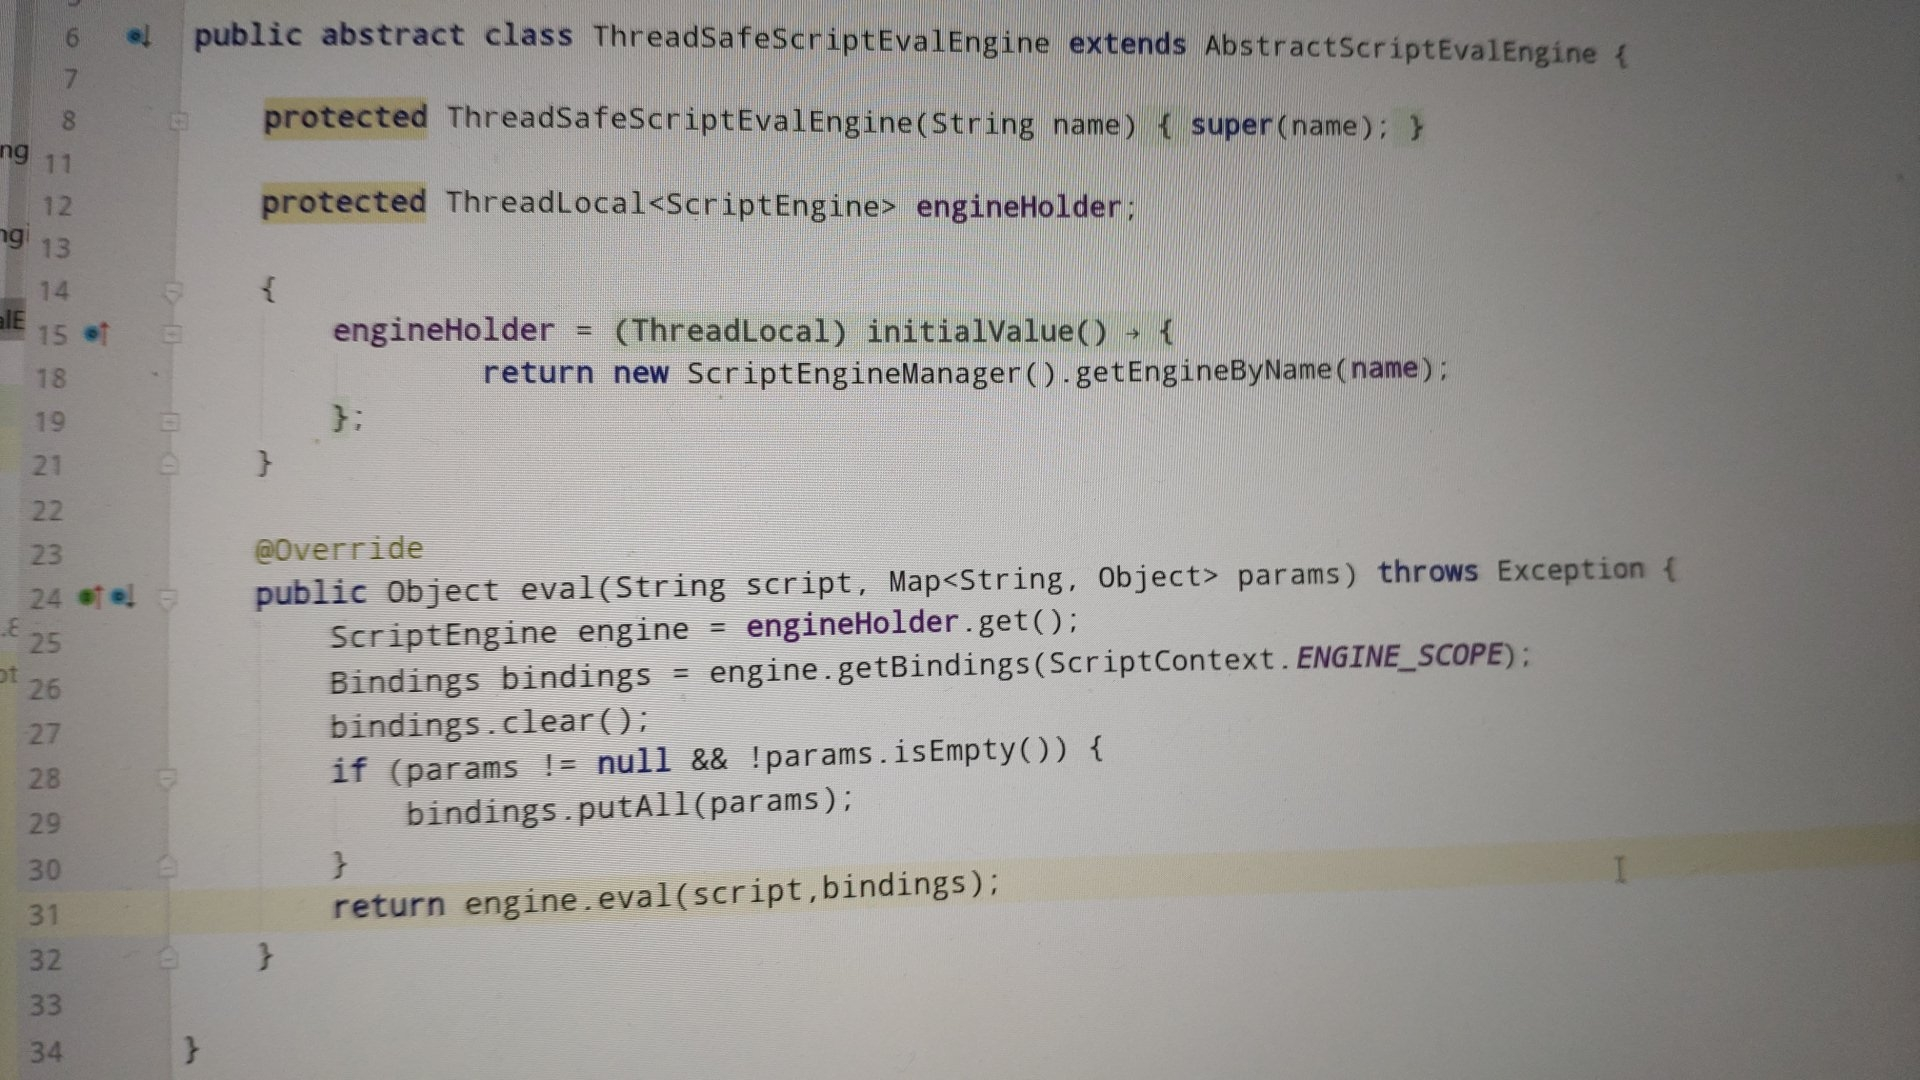 6 public abstract class ThreadSafeScriptEvalEngine extends AbstractScriptEvalEngine {
7
8 protected ThreadSafeScriptEvalEngine(String name) { super(name); }
ng 11
12 protected ThreadLocal<ScriptEngine> engineHolder;
ngi 13
14 {
alE 15 engineHolder = (ThreadLocal) initialValue() → {
18 return new ScriptEngineManager().getEngineByName(name);
19 };
21 }
22
23 @Override
24 public Object eval(String script, Map<String, Object> params) throws Exception {
25 ScriptEngine engine = engineHolder.get();
26 Bindings bindings = engine.getBindings(ScriptContext.ENGINE_SCOPE);
27 bindings.clear();
28 if (params != null && !params.isEmpty()) {
29 bindings.putAll(params);
30 }
31 return engine.eval(script,bindings);
32 }
33
34 }